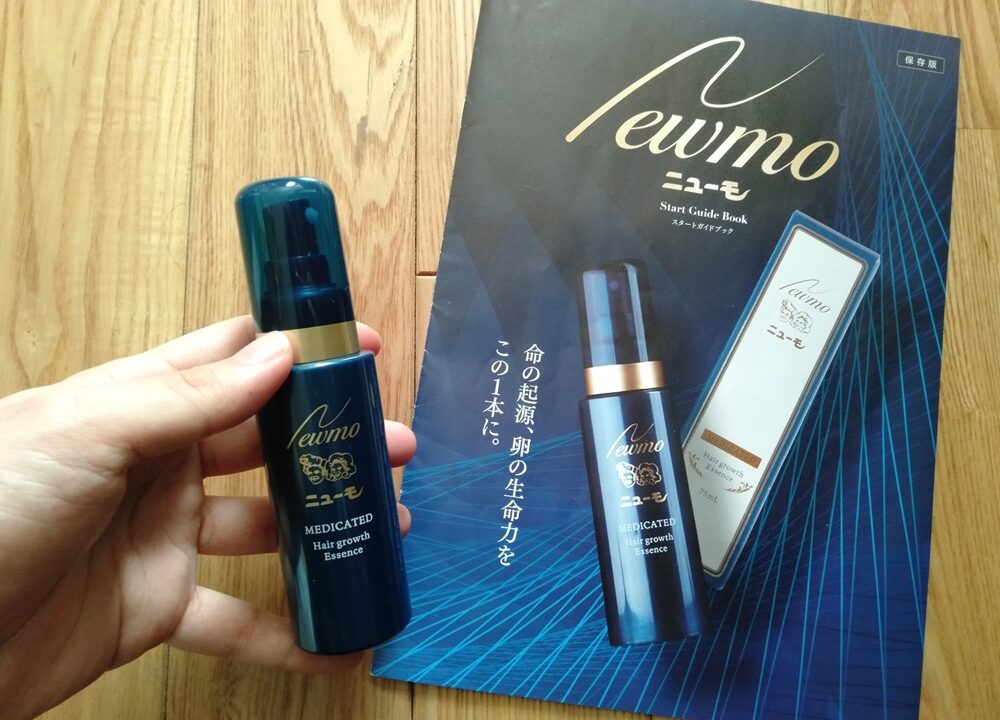 保存版
Newmo
ニューモ
Start Guide Book
スタートガイドブック
命の起源、卵の生命力を
この1本に。
Newmo
ニューモ
MEDICATED
Hair growth
Essence
Newmo
ニューモ
MEDICATED
Hair growth
Essence
75mL
Newmo
ニューモ
MEDICATED
Hair growth
Essence